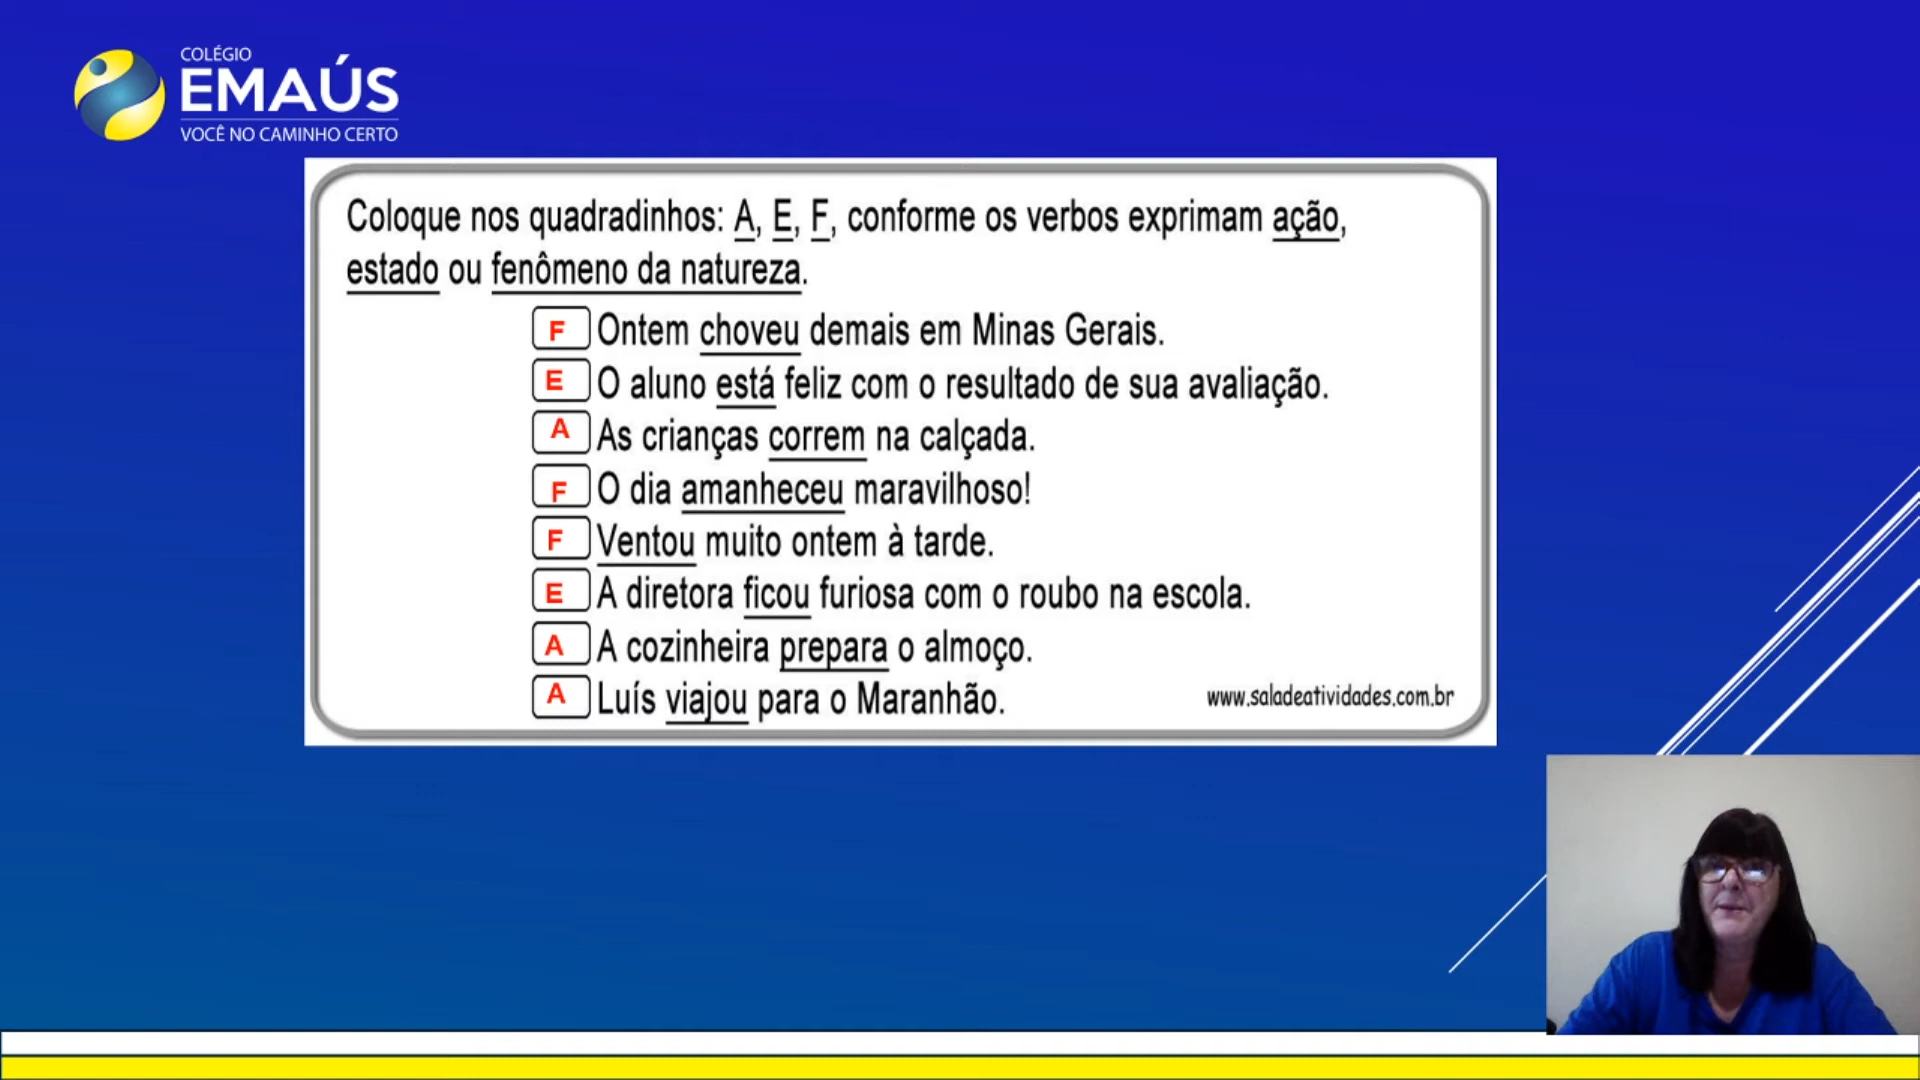 COLÉGIO
EMAÚS
VOCÊ NO CAMINHO CERTO
Coloque nos quadradinhos: A, E, F, conforme os verbos exprimam ação,
estado ou fenômeno da natureza.
F Ontem choveu demais em Minas Gerais.
E O aluno está feliz com o resultado de sua avaliação.
A As crianças correm na calçada.
F O dia amanheceu maravilhoso!
F Ventou muito ontem à tarde.
E A diretora ficou furiosa com o roubo na escola.
A A cozinheira prepara o almoço.
A Luís viajou para o Maranhão.
www.saladeatividades.com.br